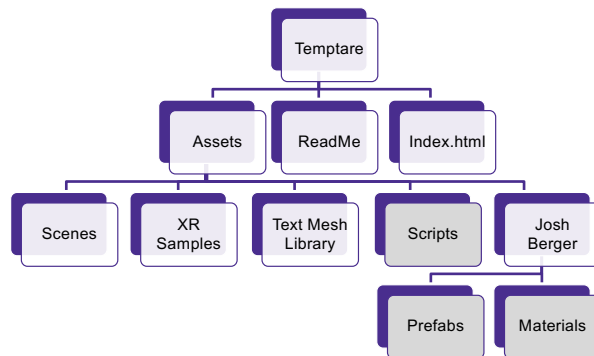 Temptare
Assets
ReadMe
Index.html
Scenes
XR
Samples
Text Mesh
Library
Scripts
Josh
Berger
Prefabs
Materials